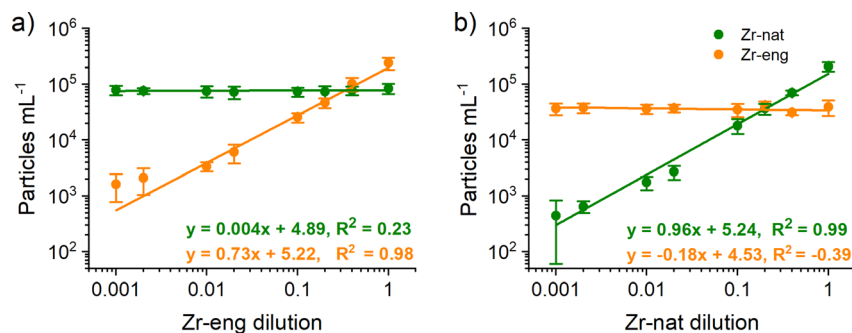 a)
Particles mL⁻¹
10⁶
10⁵
10⁴
10³
10²
y = 0.004x + 4.89, R² = 0.23
y = 0.73x + 5.22, R² = 0.98
0.001 0.01 0.1 1
Zr-eng dilution
b)
Zr-nat
Zr-eng
Particles mL⁻¹
10⁶
10⁵
10⁴
10³
10²
y = 0.96x + 5.24, R² = 0.99
y = -0.18x + 4.53, R² = -0.39
0.001 0.01 0.1 1
Zr-nat dilution